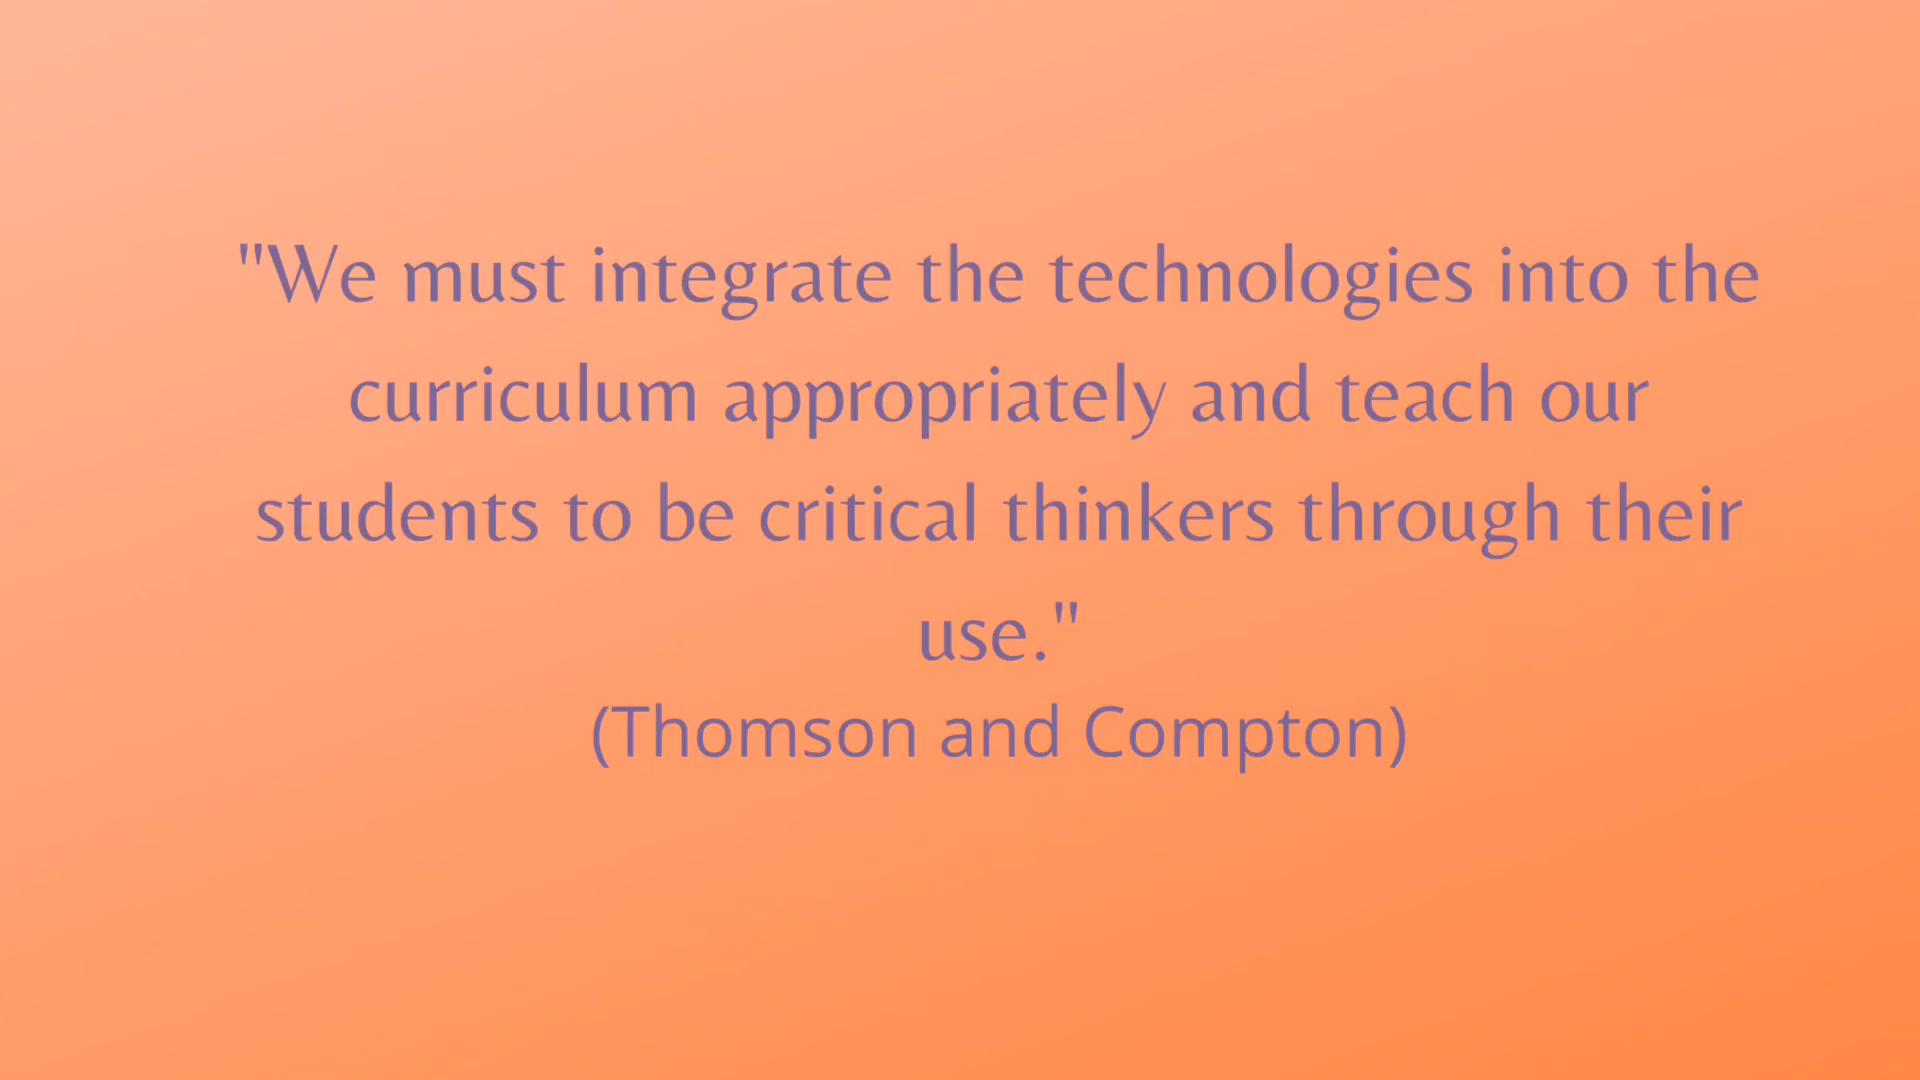 "We must integrate the technologies into the
curriculum appropriately and teach our
students to be critical thinkers through their
use."
(Thomson and Compton)